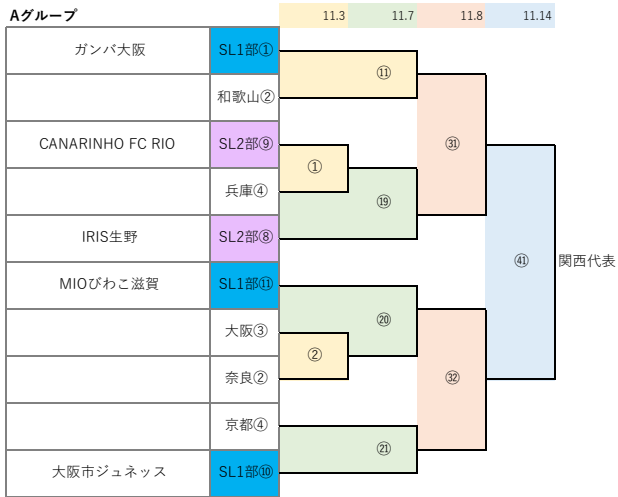 Aグループ 11.3 11.7 11.8 11.14
ガンバ大阪 SL1部①
⑪
和歌山②
CANARINHO FC RIO SL2部⑨
㉛
①
兵庫④
⑲
IRIS生野 SL2部⑧
㊶ 関西代表
MIOびわこ滋賀 SL1部⑪
⑳
大阪③
②
奈良②
㉜
京都④
㉑
大阪市ジュネッス SL1部⑩